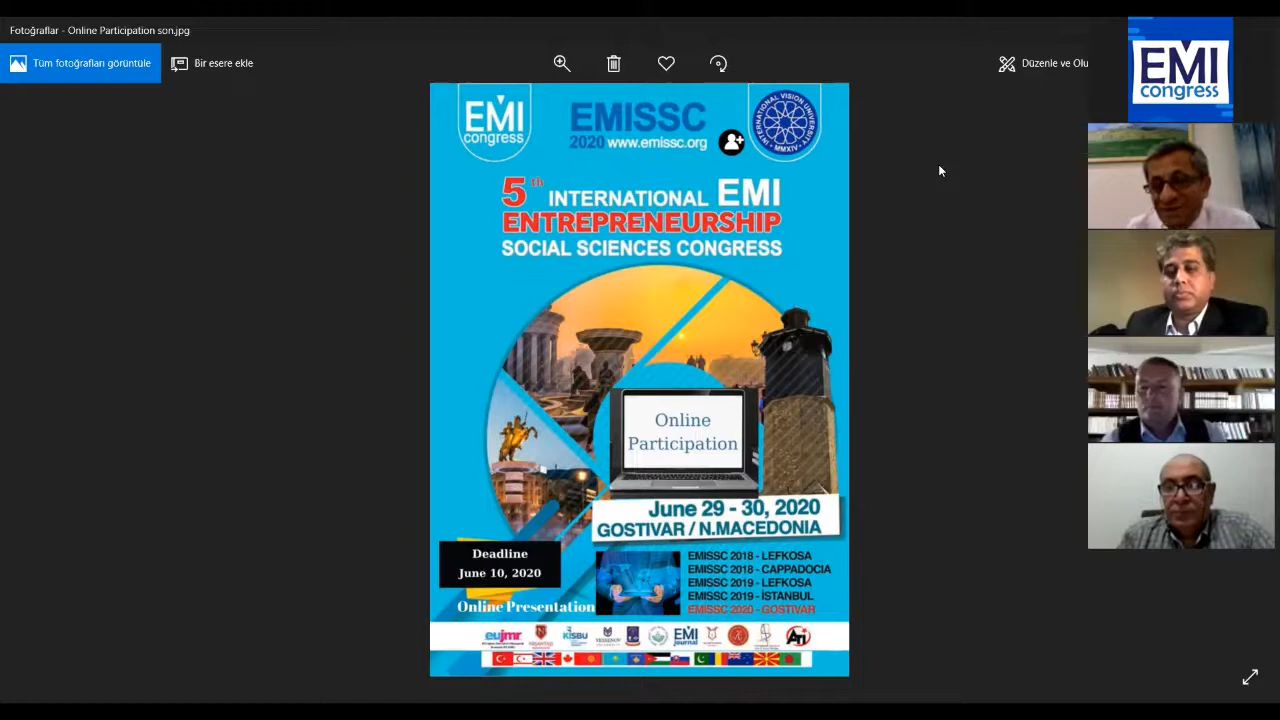 Fotoğraflar - Online Participation son.jpg
Tüm fotoğrafları görüntüle
Bir esere ekle
Düzenle ve Olu
EMI
congress
EMI
congress
EMISSC
2020 www.emissc.org
INTERNATIONAL VISION UNIVERSITY
MMXIV
5th INTERNATIONAL EMI
ENTREPRENEURSHIP
SOCIAL SCIENCES CONGRESS
Online
Participation
June 29 - 30, 2020
GOSTIVAR / N.MACEDONIA
Deadline
June 10, 2020
Online Presentation
EMISSC 2018 - LEFKOSA
EMISSC 2018 - CAPPADOCIA
EMISSC 2019 - LEFKOSA
EMISSC 2019 - İSTANBUL
EMISSC 2020 - GOSTIVAR
eujmr
KISBU
EMI
journal